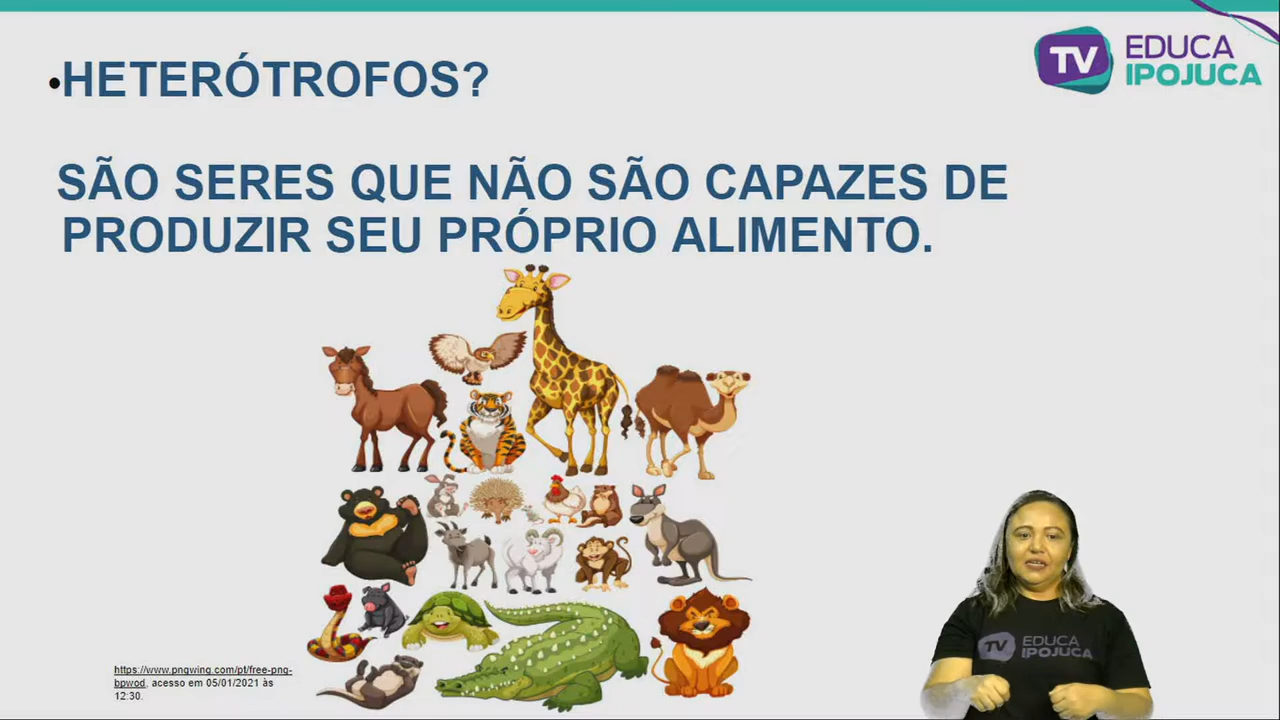 •HETERÓTROFOS?
TV EDUCA
IPOJUCA
SÃO SERES QUE NÃO SÃO CAPAZES DE
PRODUZIR SEU PRÓPRIO ALIMENTO.
https://www.pngwing.com/pt/free-png-
bpwod, acesso em 05/01/2021 às
12:30.
TV EDUCA
IPOJUCA